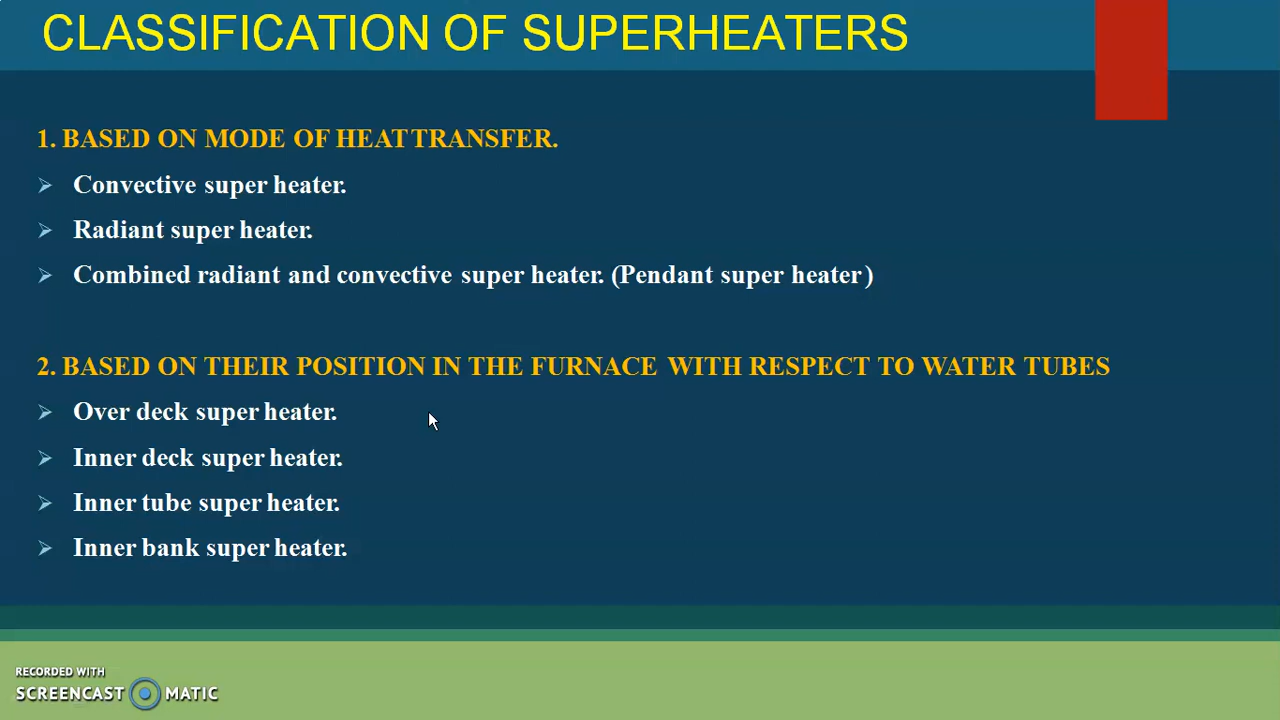 CLASSIFICATION OF SUPERHEATERS
1. BASED ON MODE OF HEAT TRANSFER.
Convective super heater.
Radiant super heater.
Combined radiant and convective super heater. (Pendant super heater)
2. BASED ON THEIR POSITION IN THE FURNACE WITH RESPECT TO WATER TUBES
Over deck super heater.
Inner deck super heater.
Inner tube super heater.
Inner bank super heater.
RECORDED WITH
SCREENCAST MATIC